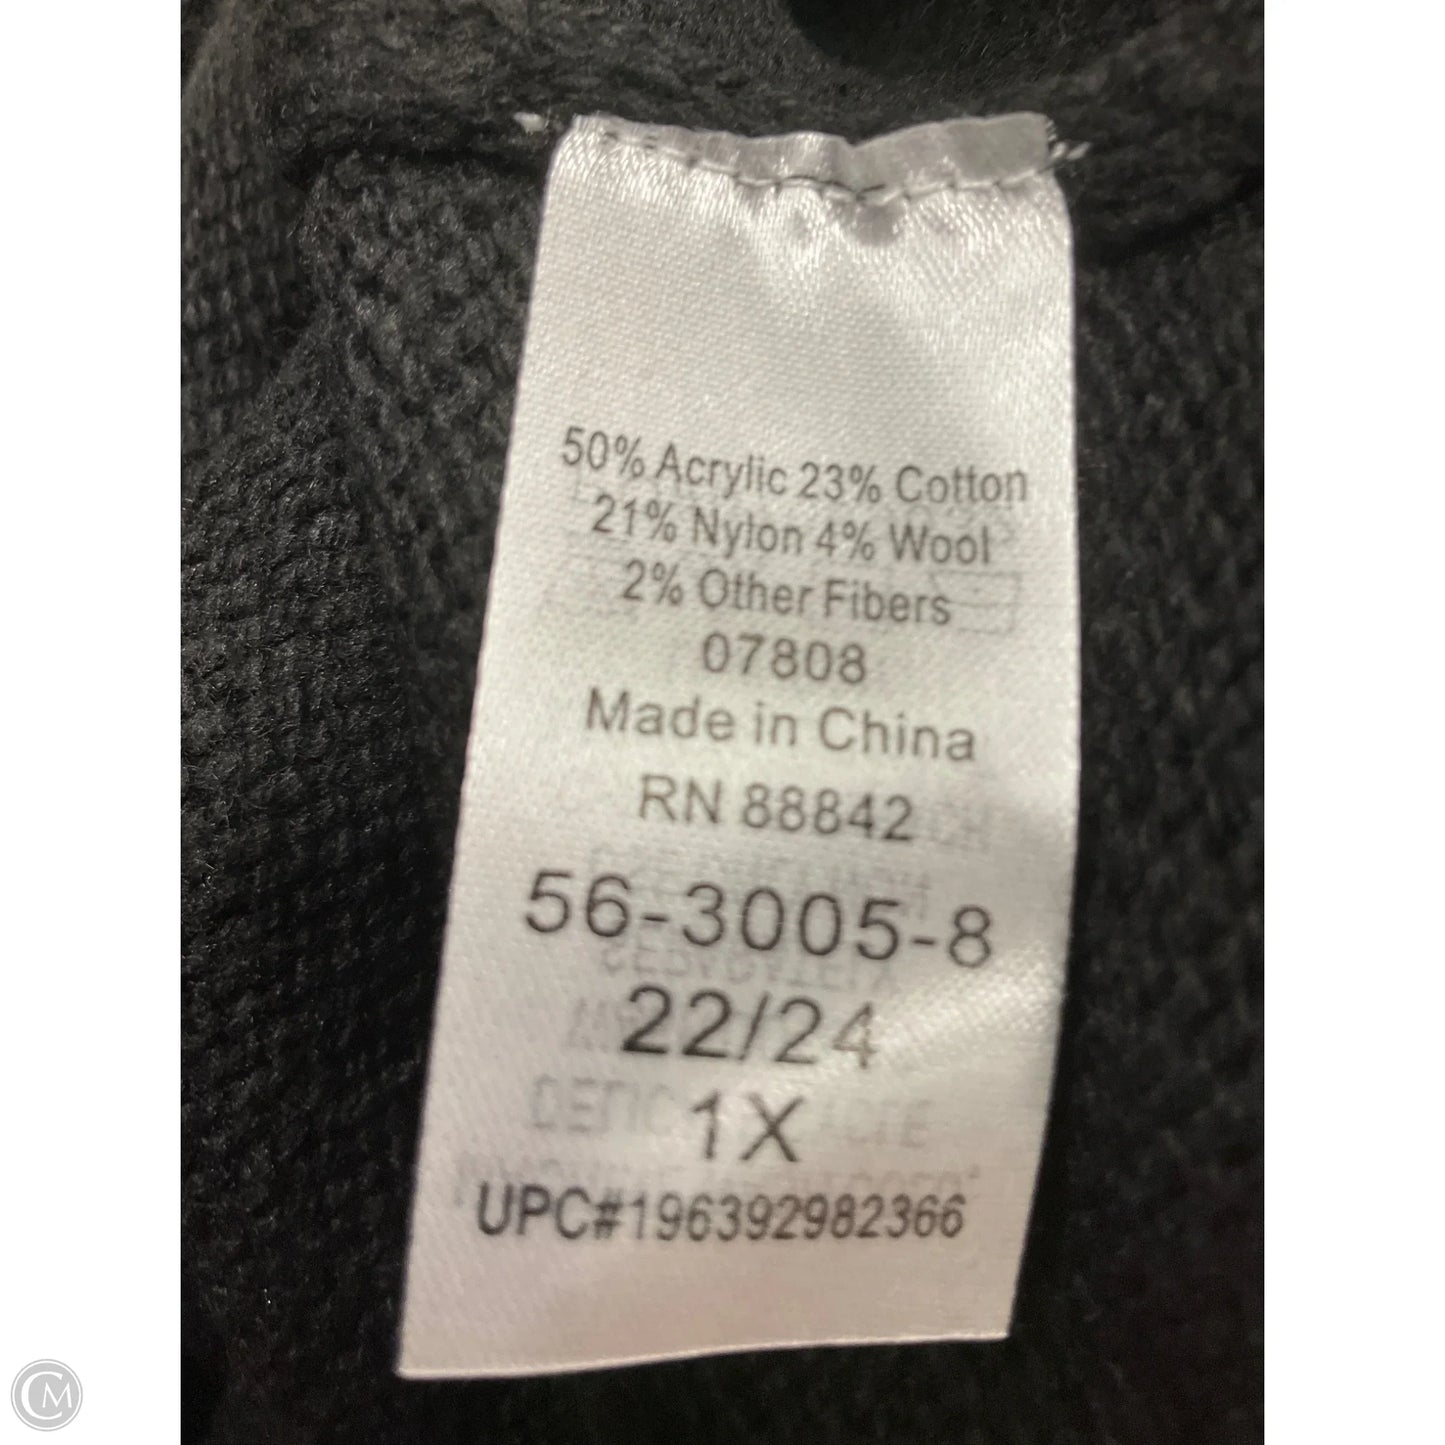 50% Acrylic 23% Cotton
21% Nylon 4% Wool
2% Other Fibers
07808
Made in China
RN 88842
56-3005-8
22/24
1X
UPC#196392982366
CM